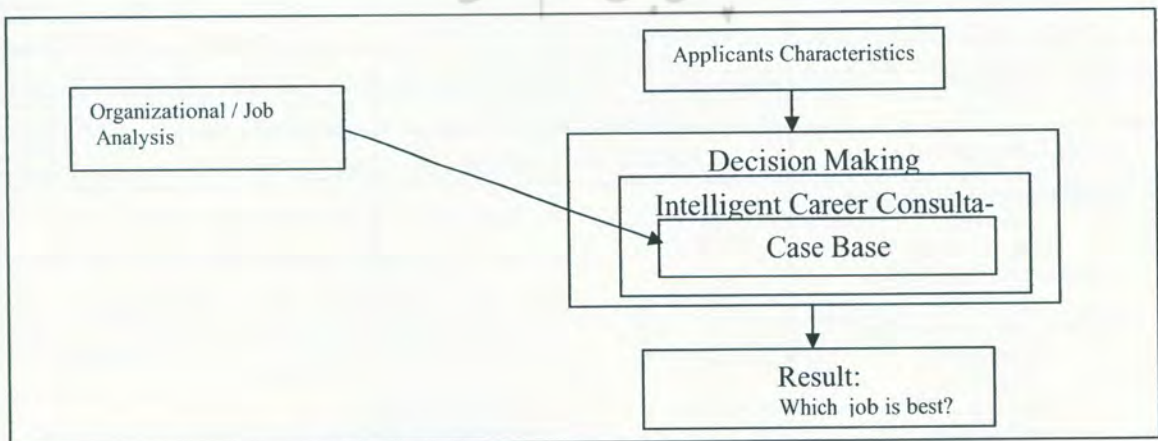 Applicants Characteristics
Organizational / Job
Analysis
Decision Making
Intelligent Career Consulta-
Case Base
Result:
Which job is best?